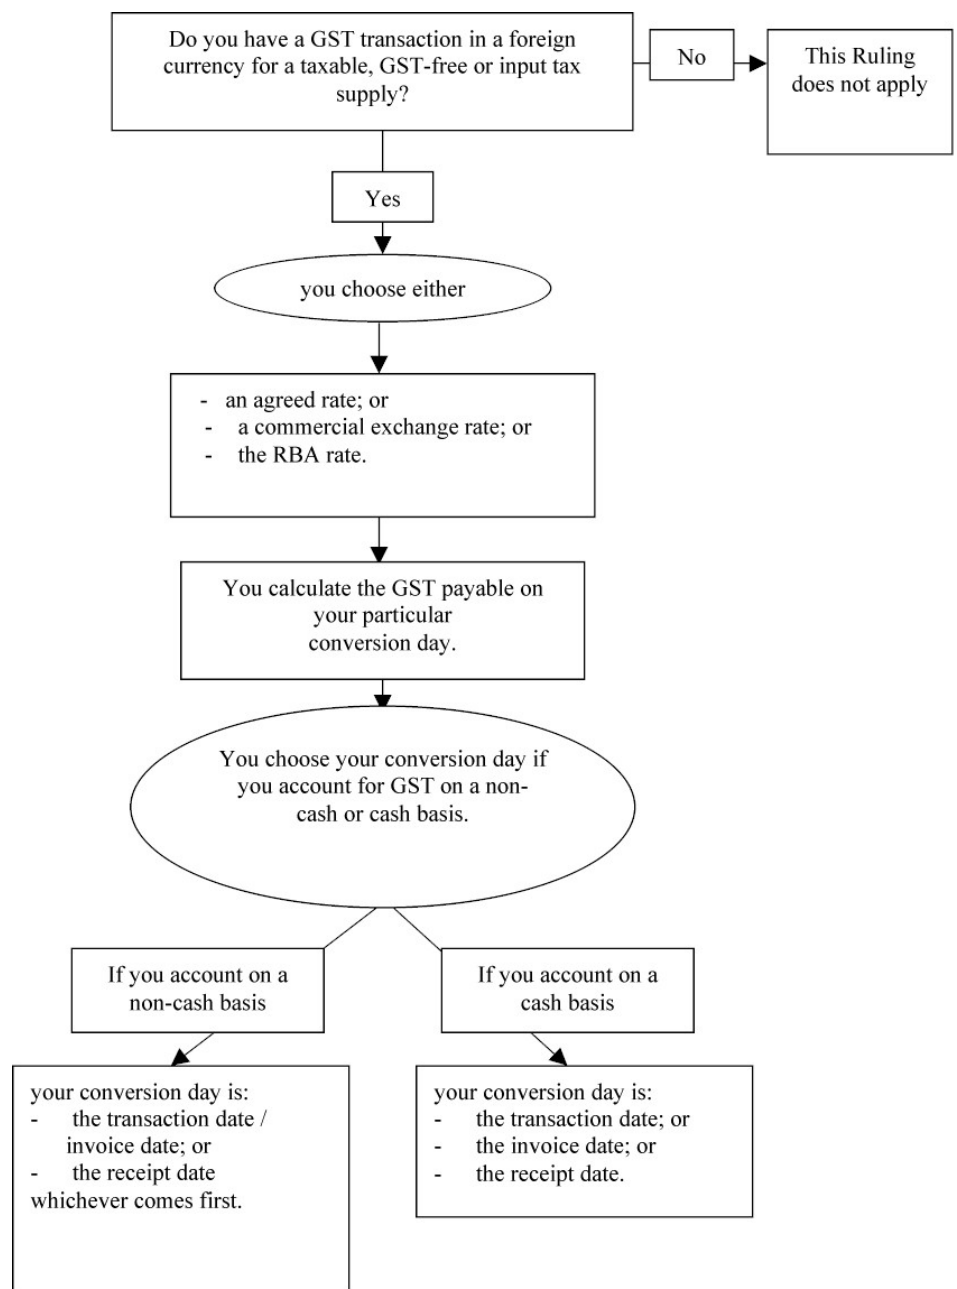 Do you have a GST transaction in a foreign
currency for a taxable, GST-free or input tax
supply?
No
This Ruling
does not apply
Yes
you choose either
- an agreed rate; or
- a commercial exchange rate; or
- the RBA rate.
You calculate the GST payable on
your particular
conversion day.
You choose your conversion day if
you account for GST on a non-
cash or cash basis.
If you account on a
non-cash basis
If you account on a
cash basis
your conversion day is:
- the transaction date /
invoice date; or
- the receipt date
whichever comes first.
your conversion day is:
- the transaction date; or
- the invoice date; or
- the receipt date.